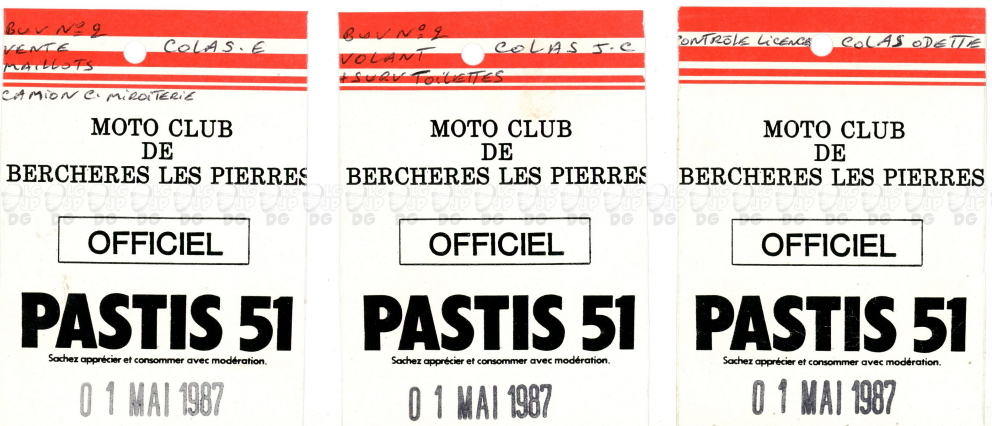 BUV Nº 2
VENTE COLAS. E
MAILLOTS
CAMION C. MIROITERIE
MOTO CLUB
DE
BERCHERES LES PIERRES
OFFICIEL
PASTIS 51
Sachez apprécier et consommer avec modération.
0 1 MAI 1987
BUV Nº 2
VOLANT COLAS J.C
+SURV TOILETTES
MOTO CLUB
DE
BERCHERES LES PIERRES
OFFICIEL
PASTIS 51
Sachez apprécier et consommer avec modération.
0 1 MAI 1987
CONTRÔLE LICENCE COLAS ODETTE
MOTO CLUB
DE
BERCHERES LES PIERRES
OFFICIEL
PASTIS 51
Sachez apprécier et consommer avec modération.
0 1 MAI 1987